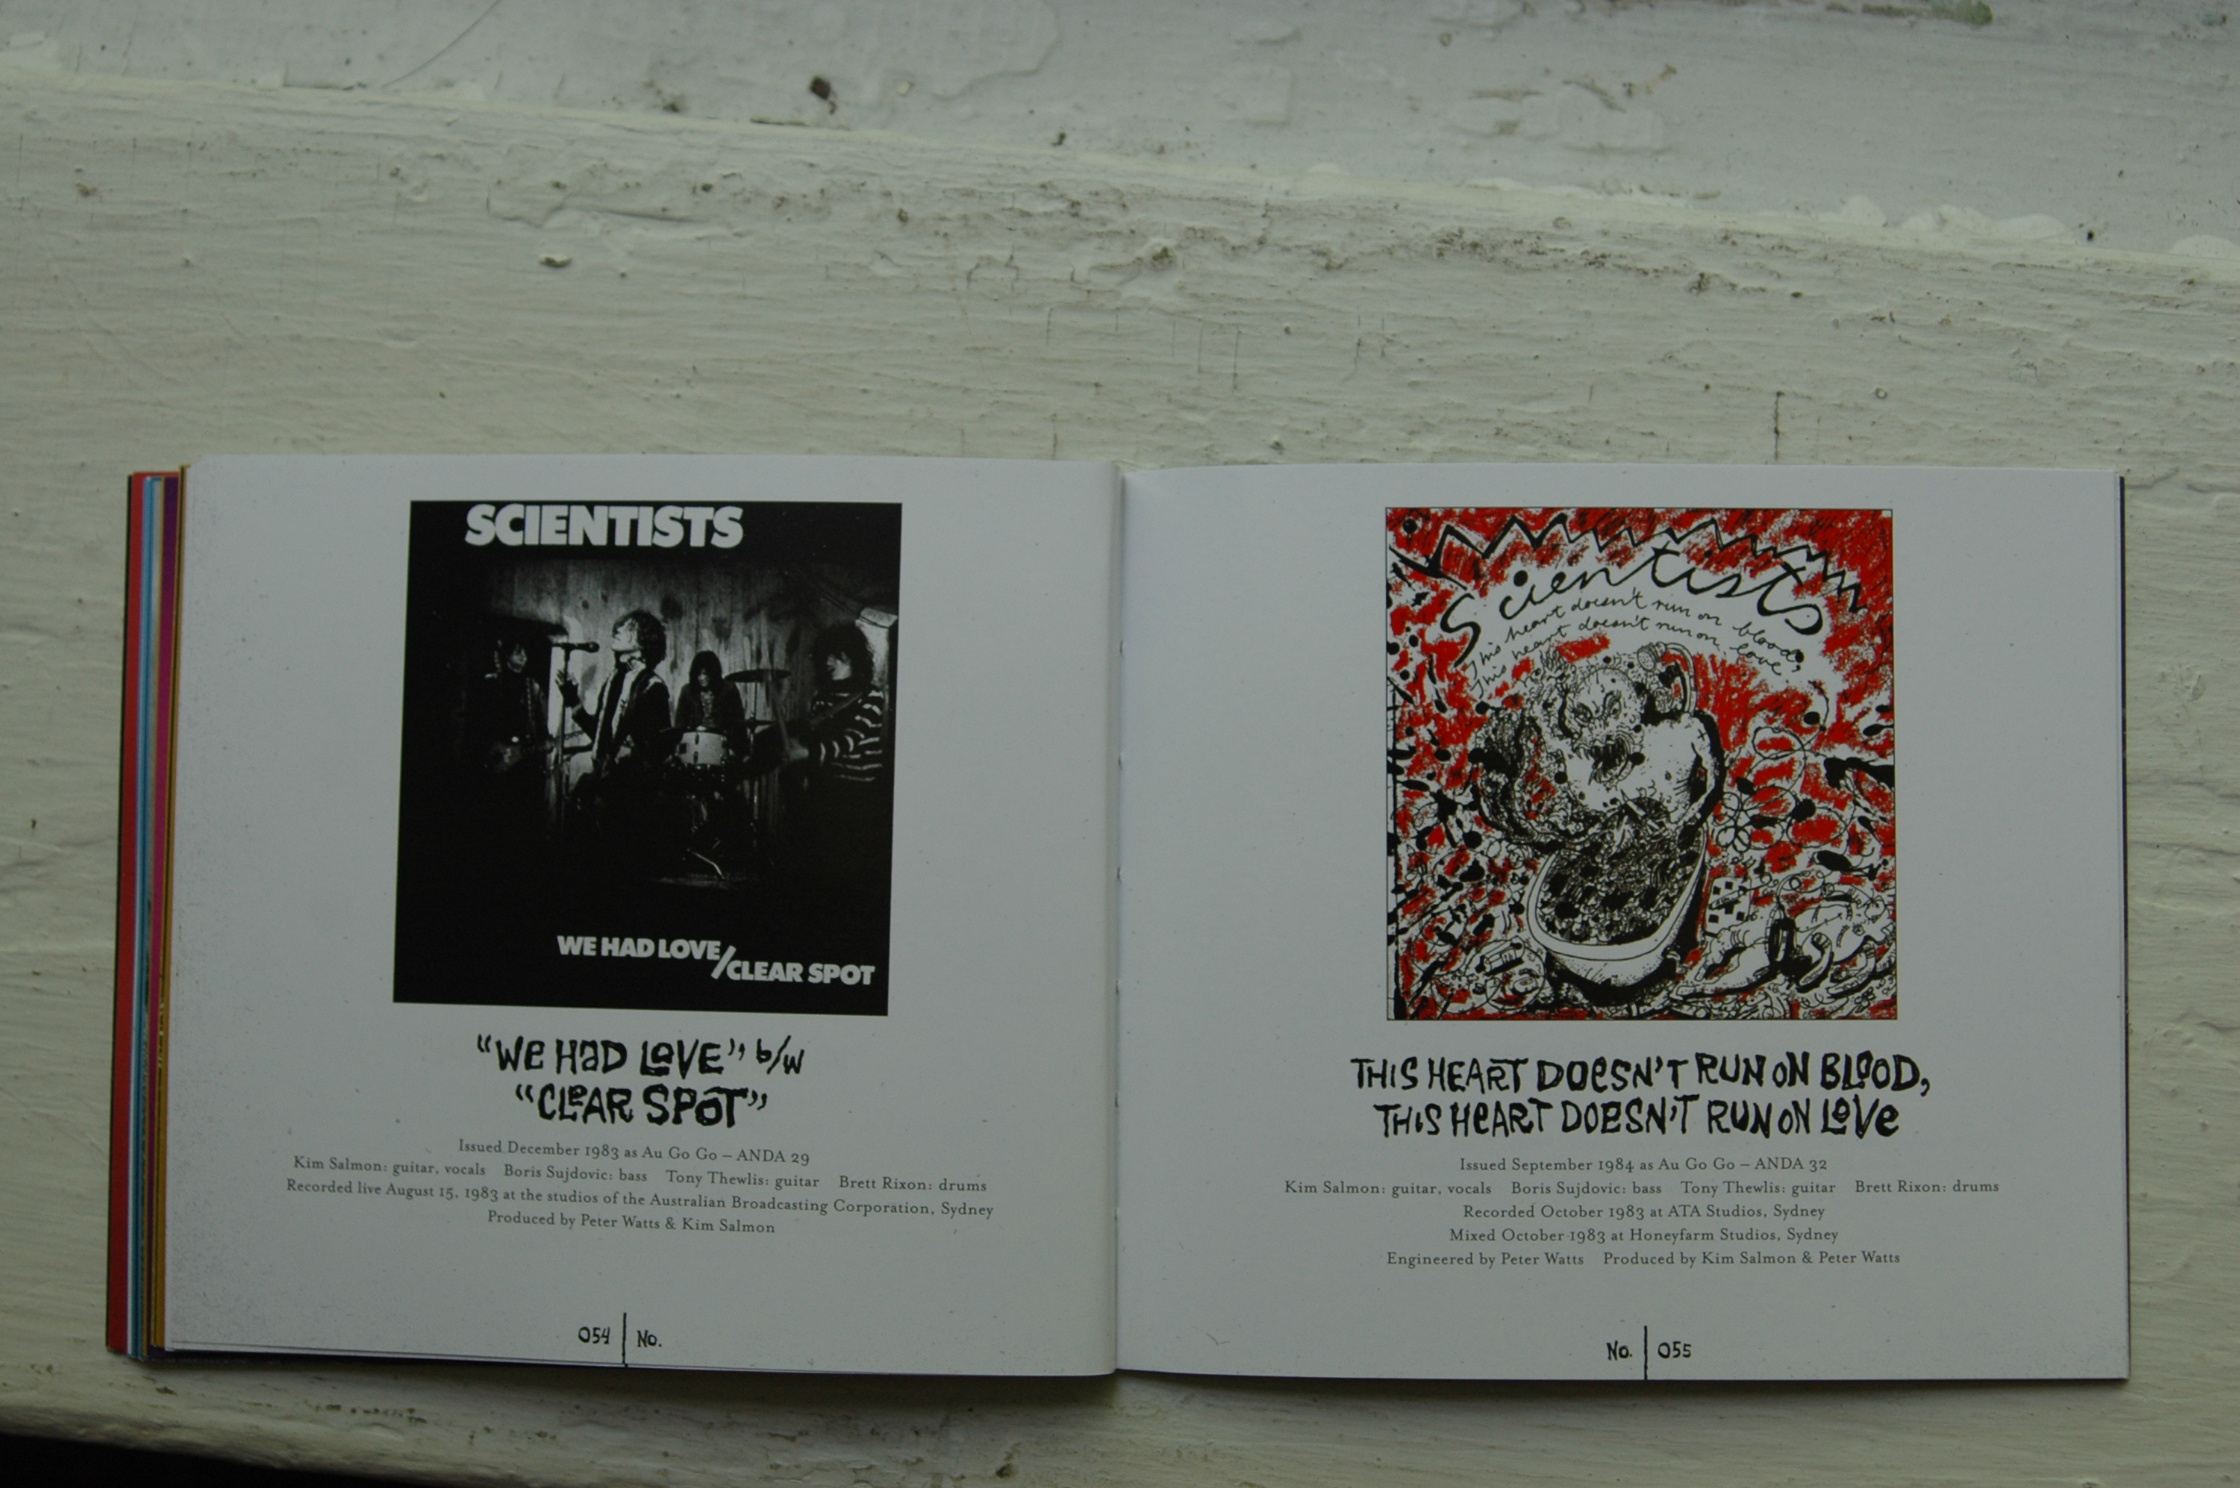 SCIENTISTS
WE HAD LOVE/CLEAR SPOT
"WE HAD LOVE" b/w
"CLEAR SPOT"
Issued December 1983 as Au Go Go – ANDA 29
Kim Salmon: guitar, vocals Boris Sujdovic: bass Tony Thewlis: guitar Brett Rixon: drums
Recorded live August 15, 1983 at the studios of the Australian Broadcasting Corporation, Sydney
Produced by Peter Watts & Kim Salmon
054 No.
Scientists
This heart doesn't run on blood,
This heart doesn't run on love
THIS HEART DOESN'T RUN ON BLOOD,
THIS HEART DOESN'T RUN ON LOVE
Issued September 1984 as Au Go Go – ANDA 32
Kim Salmon: guitar, vocals Boris Sujdovic: bass Tony Thewlis: guitar Brett Rixon: drums
Recorded October 1983 at ATA Studios, Sydney
Mixed October 1983 at Honeyfarm Studios, Sydney
Engineered by Peter Watts Produced by Kim Salmon & Peter Watts
No. 055